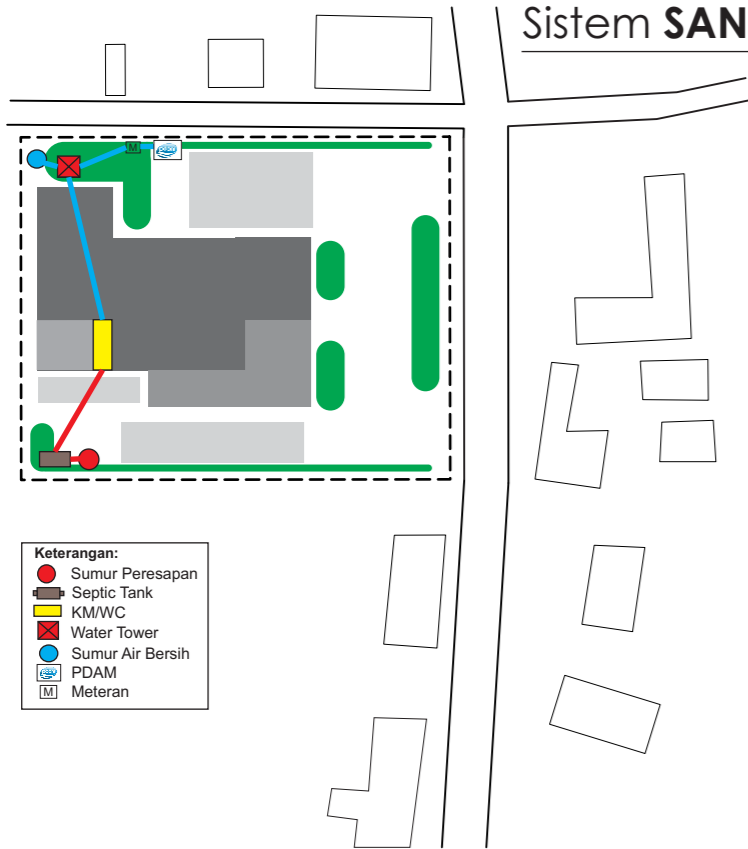 Sistem SAN
M
Keterangan:
Sumur Peresapan
Septic Tank
KM/WC
Water Tower
Sumur Air Bersih
PDAM
M Meteran